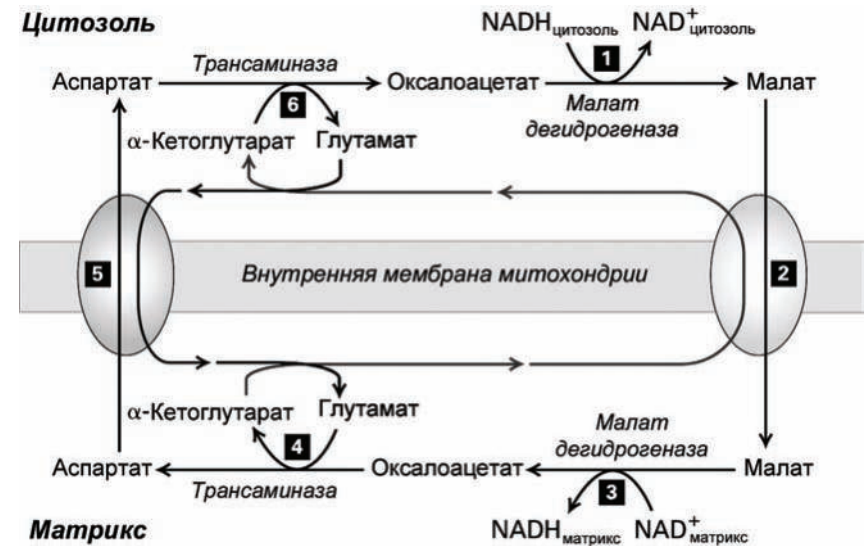 Цитозоль
NADHцитозоль NAD+цитозоль
Трансаминаза
1
Аспартат Оксалоацетат Малат
6
Малат
дегидрогеназа
α-Кетоглутарат Глутамат
5 Внутренняя мембрана митохондрии 2
α-Кетоглутарат Глутамат
Малат
дегидрогеназа
4
Аспартат Оксалоацетат Малат
Трансаминаза
3
Матрикс
NADHматрикс NAD+матрикс